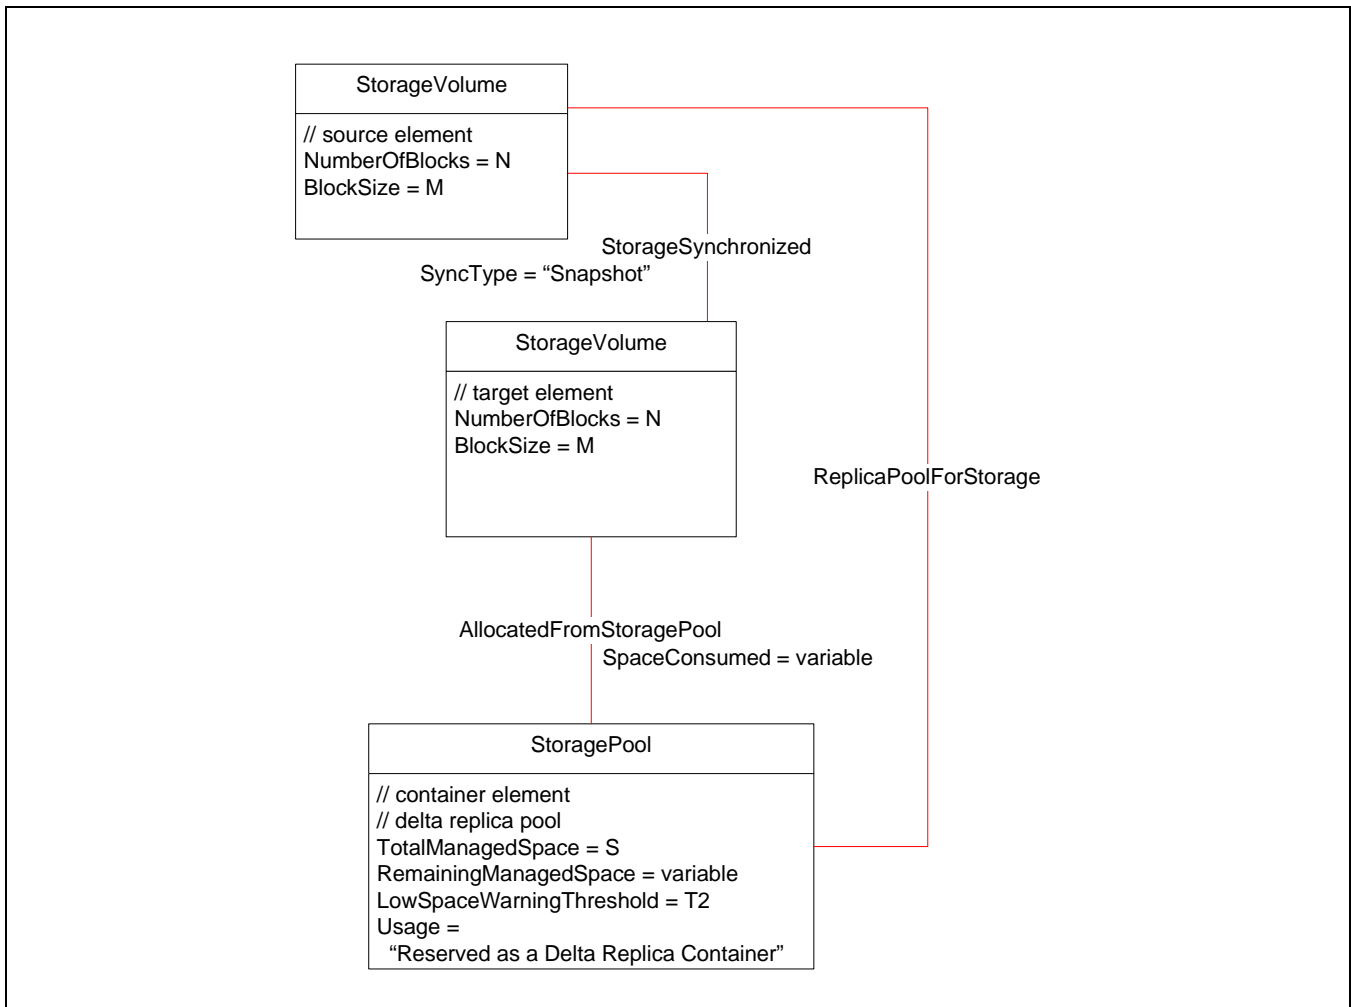 StorageVolume
// source element
NumberOfBlocks = N
BlockSize = M
StorageSynchronized
SyncType = “Snapshot”
StorageVolume
// target element
NumberOfBlocks = N
BlockSize = M
ReplicaPoolForStorage
AllocatedFromStoragePool
SpaceConsumed = variable
StoragePool
// container element
// delta replica pool
TotalManagedSpace = S
RemainingManagedSpace = variable
LowSpaceWarningThreshold = T2
Usage =
“Reserved as a Delta Replica Container”